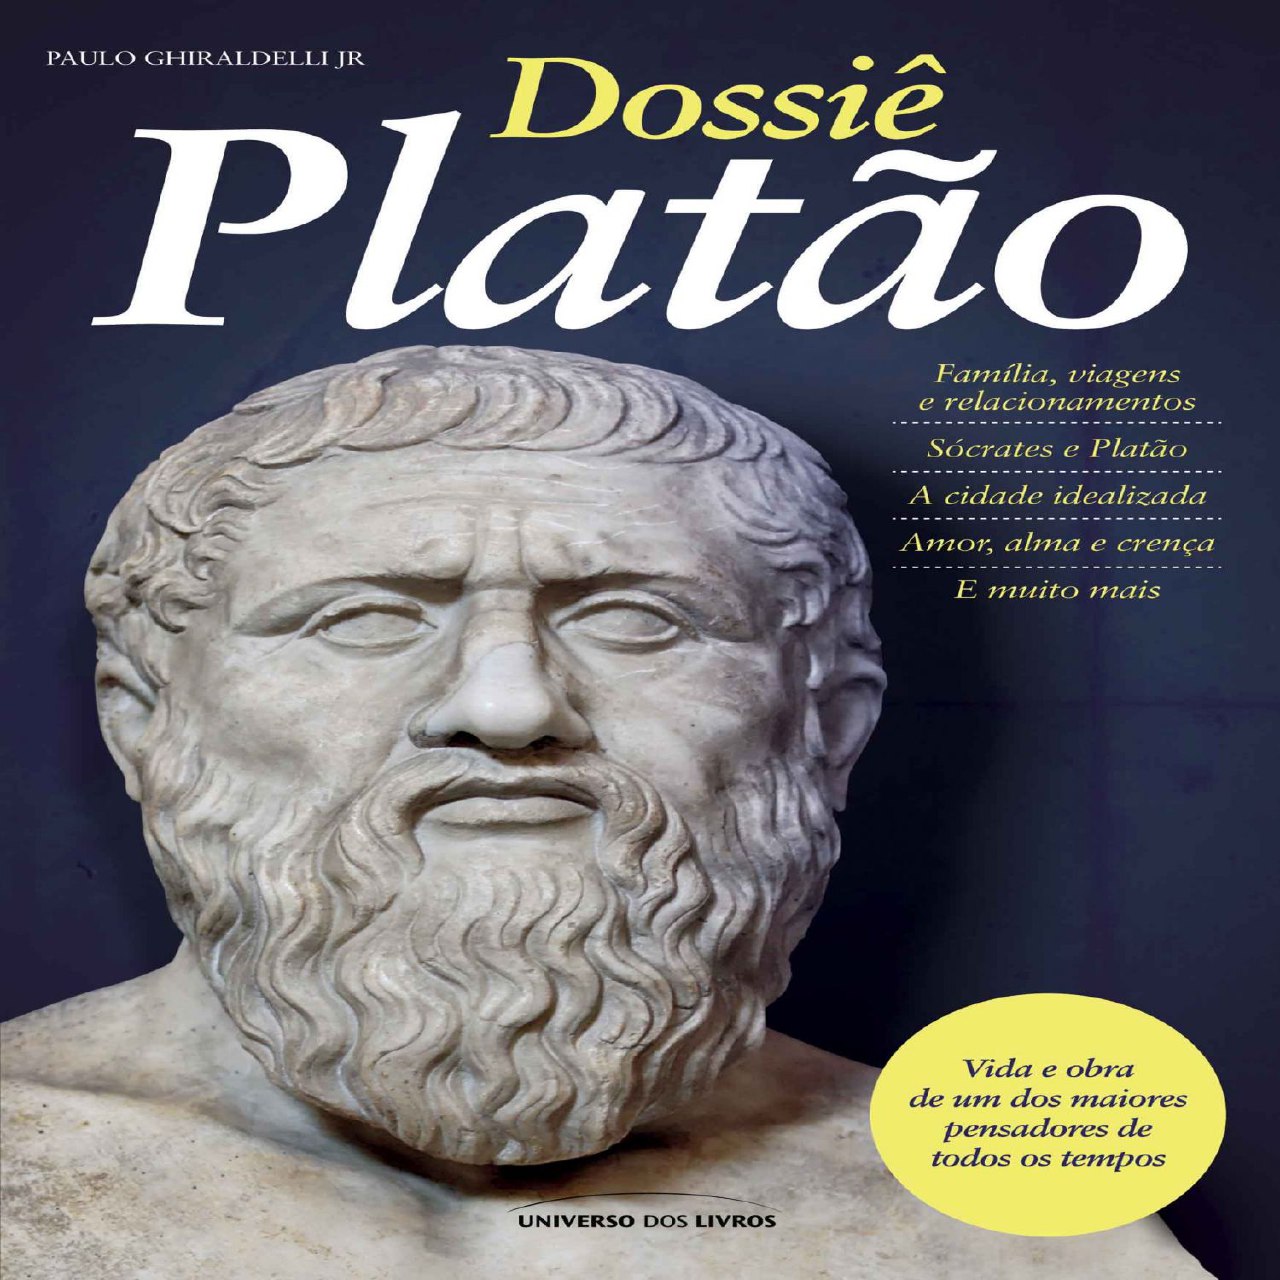 PAULO GHIRALDELLI JR
Dossiê
Platão
Família, viagens
e relacionamentos
Sócrates e Platão
A cidade idealizada
Amor, alma e crença
E muito mais
Vida e obra
de um dos maiores
pensadores de
todos os tempos
UNIVERSO DOS LIVROS